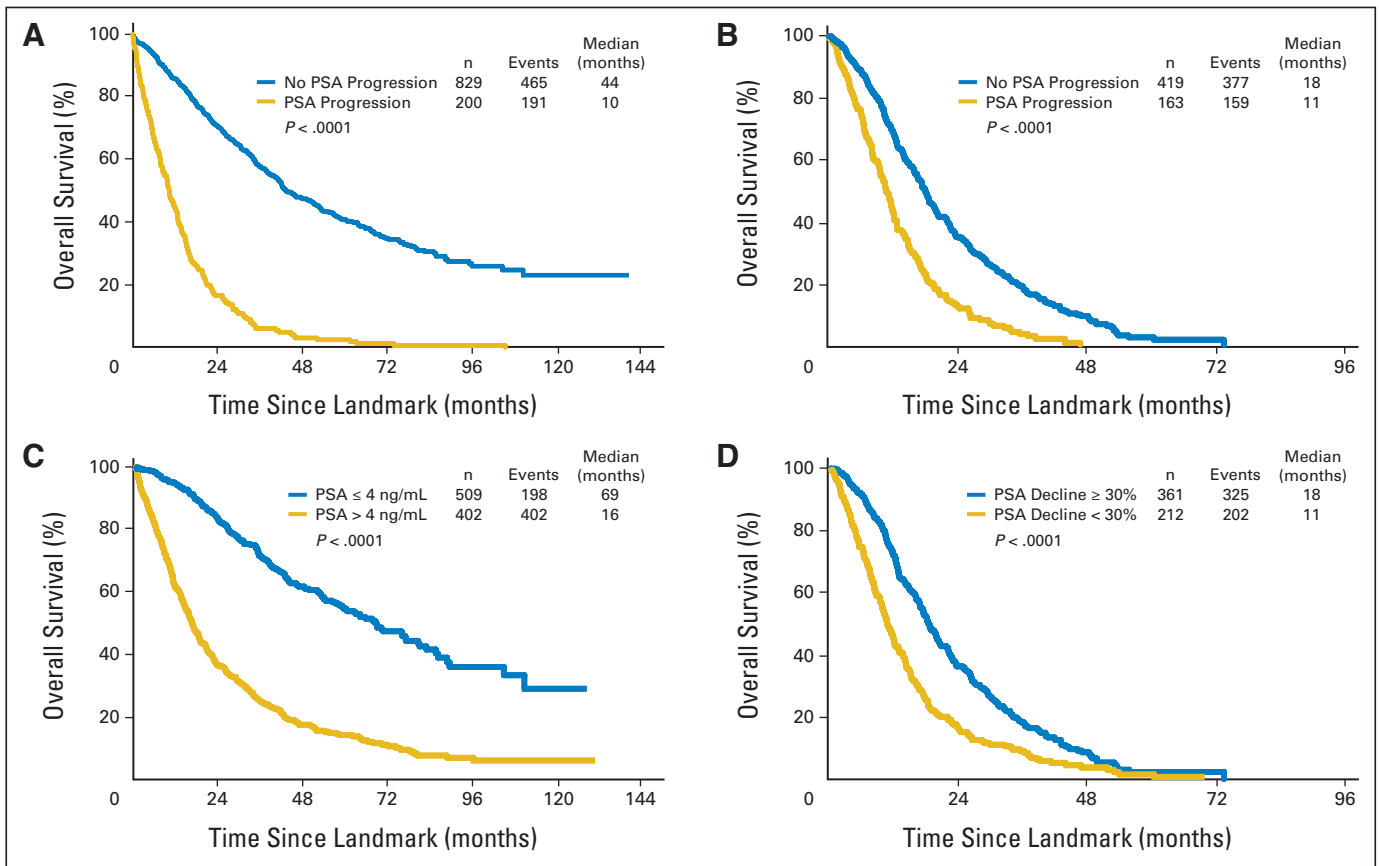 A
Overall Survival (%)
100
80
60
40
20
0
24
48
72
96
120
144
Time Since Landmark (months)
n Events Median (months)
No PSA Progression 829 465 44
PSA Progression 200 191 10
P < .0001
B
Overall Survival (%)
100
80
60
40
20
0
24
48
72
96
Time Since Landmark (months)
n Events Median (months)
No PSA Progression 419 377 18
PSA Progression 163 159 11
P < .0001
C
Overall Survival (%)
100
80
60
40
20
0
24
48
72
96
120
144
Time Since Landmark (months)
n Events Median (months)
PSA ≤ 4 ng/mL 509 198 69
PSA > 4 ng/mL 402 402 16
P < .0001
D
Overall Survival (%)
100
80
60
40
20
0
24
48
72
96
Time Since Landmark (months)
n Events Median (months)
PSA Decline ≥ 30% 361 325 18
PSA Decline < 30% 212 202 11
P < .0001